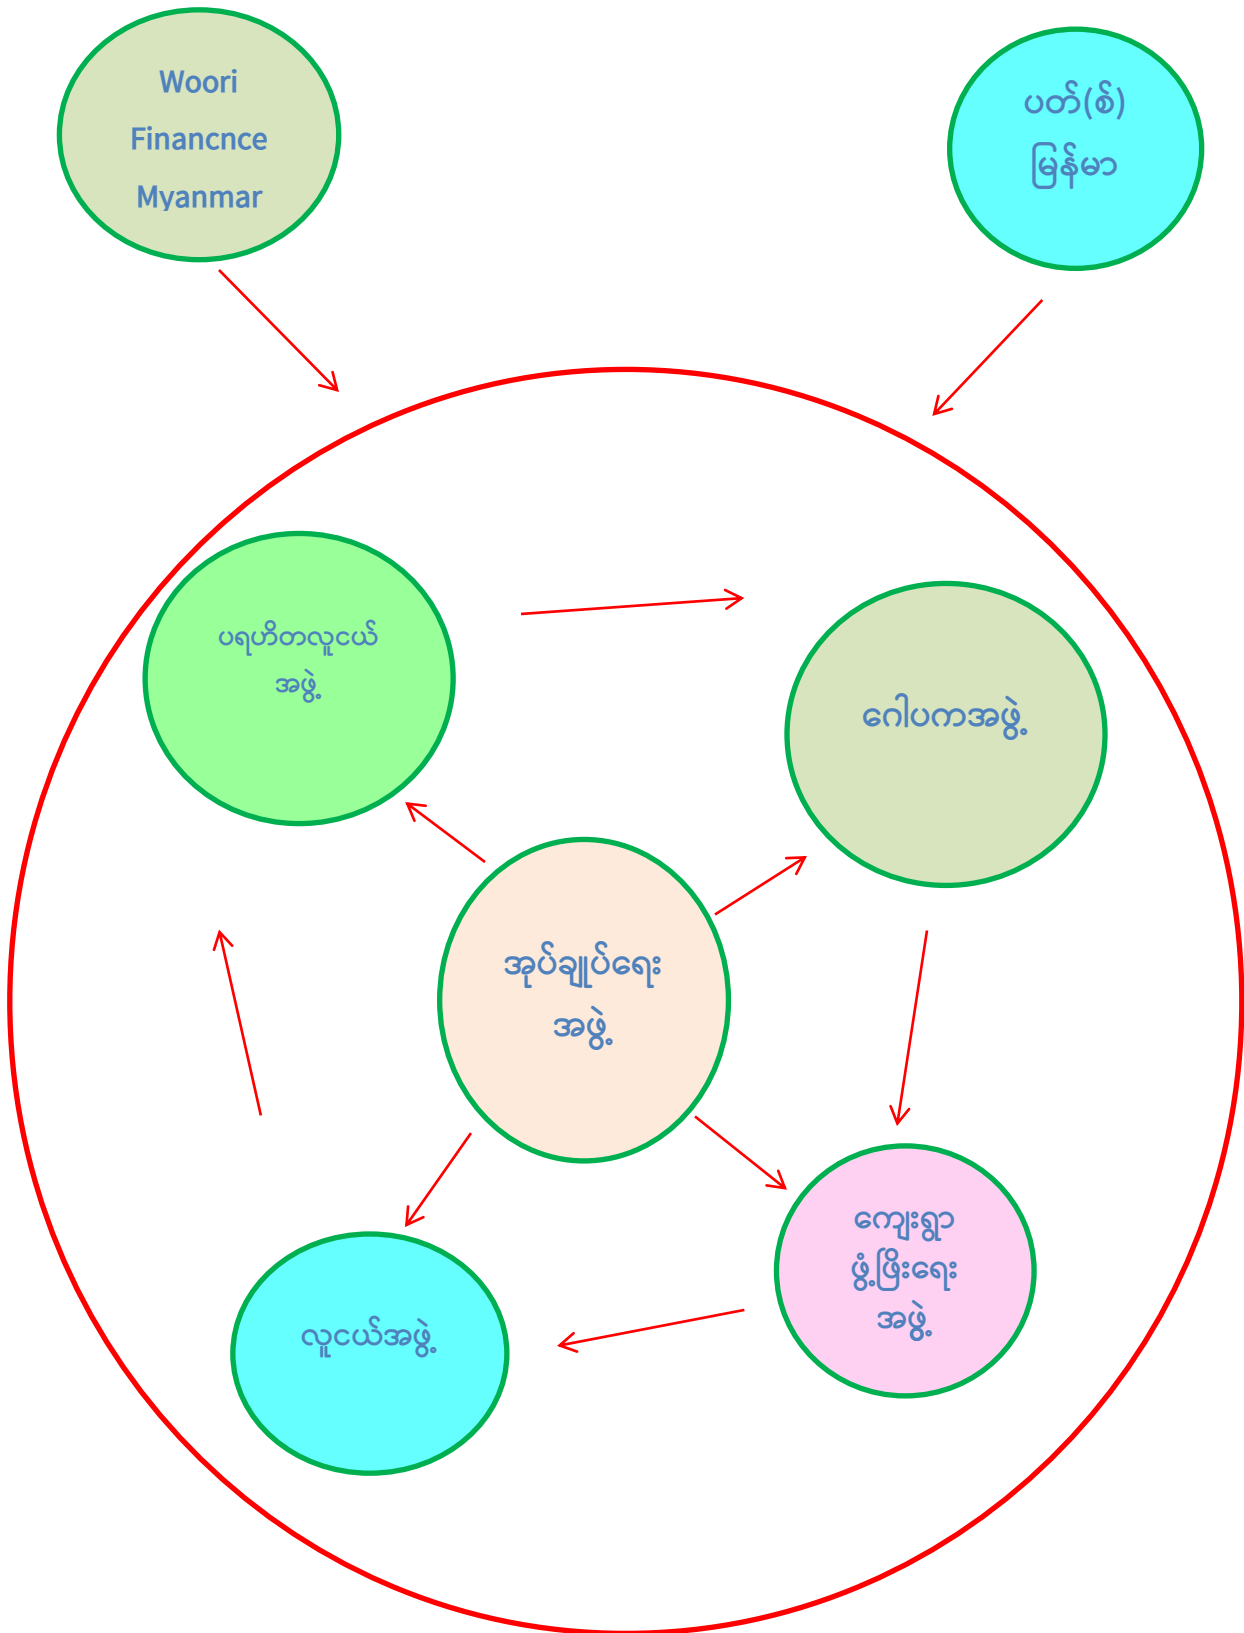 Woori
Financnce
Myanmar
ပတ်(စ်)
မြန်မာ
ပရဟိတလူငယ်
အဖွဲ့
ဂေါပကအဖွဲ့
အုပ်ချုပ်ရေး
အဖွဲ့
ကျေးရွာ
ဖွံ့ဖြိုးရေး
အဖွဲ့
လူငယ်အဖွဲ့